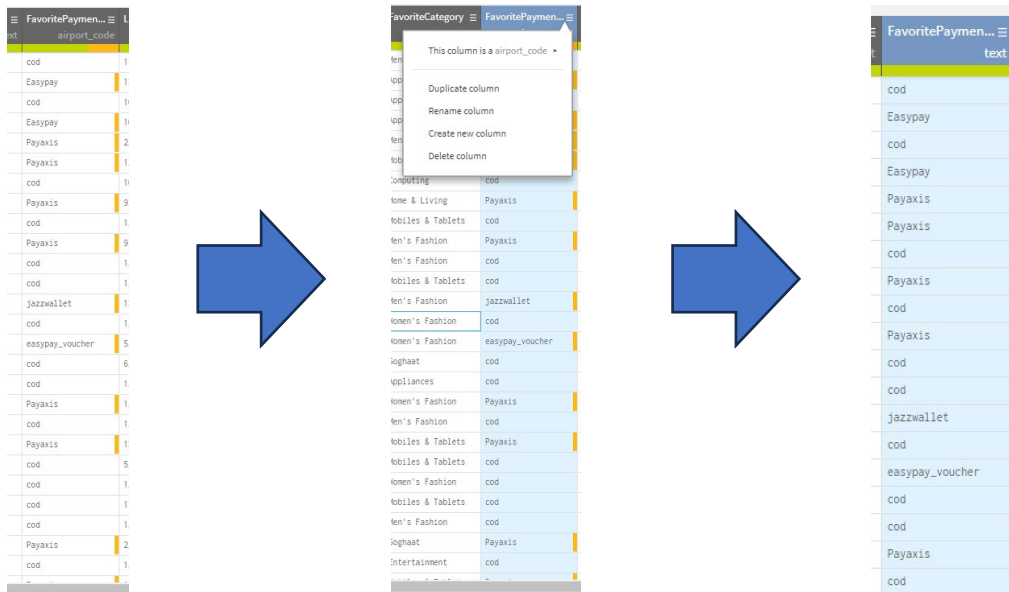 FavoritePaymen...
airport_code
cod
Easypay
cod
Easypay
Payaxis
Payaxis
cod
Payaxis
cod
Payaxis
cod
cod
jazzwallet
cod
easypay_voucher
cod
cod
Payaxis
cod
Payaxis
cod
cod
cod
cod
Payaxis
cod
FavoriteCategory FavoritePaymen...
This column is a airport_code
Duplicate column
Rename column
Create new column
Delete column
Computing cod
Home & Living Payaxis
Mobiles & Tablets cod
Men's Fashion Payaxis
Men's Fashion cod
Mobiles & Tablets cod
Men's Fashion jazzwallet
Women's Fashion cod
Women's Fashion easypay_voucher
Soghaat cod
Appliances cod
Women's Fashion Payaxis
Men's Fashion cod
Mobiles & Tablets Payaxis
Mobiles & Tablets cod
Women's Fashion cod
Mobiles & Tablets cod
Men's Fashion cod
Soghaat Payaxis
Entertainment cod
FavoritePaymen...
text
cod
Easypay
cod
Easypay
Payaxis
Payaxis
cod
Payaxis
cod
Payaxis
cod
cod
jazzwallet
cod
easypay_voucher
cod
cod
Payaxis
cod